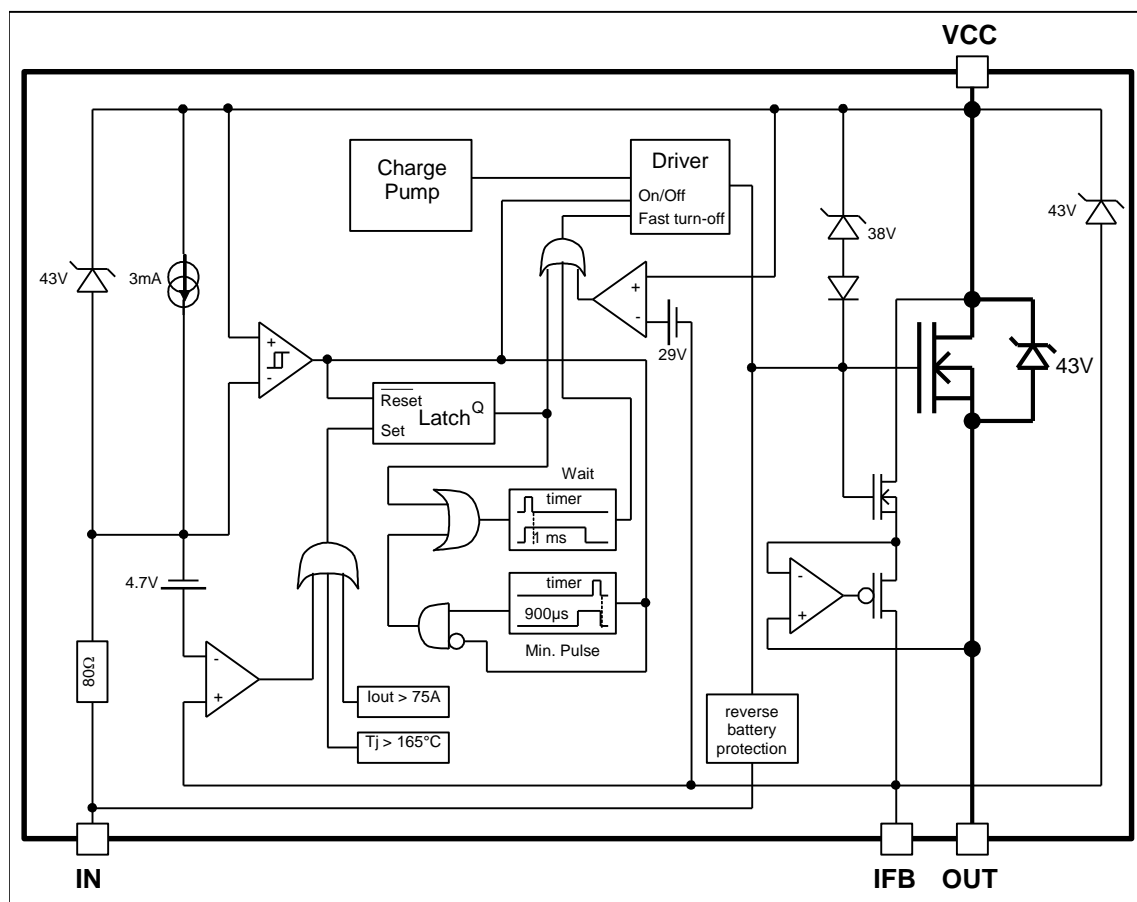 VCC
Charge
Pump
Driver
On/Off
Fast turn-off
43V
3mA
38V
43V
+
-
29V
+
-
43V
Reset
Latch Q
Set
Wait
timer
1 ms
4.7V
timer
900µs
Min. Pulse
-
+
80Ω
-
+
Iout > 75A
Tj > 165°C
reverse
battery
protection
IN
IFB
OUT